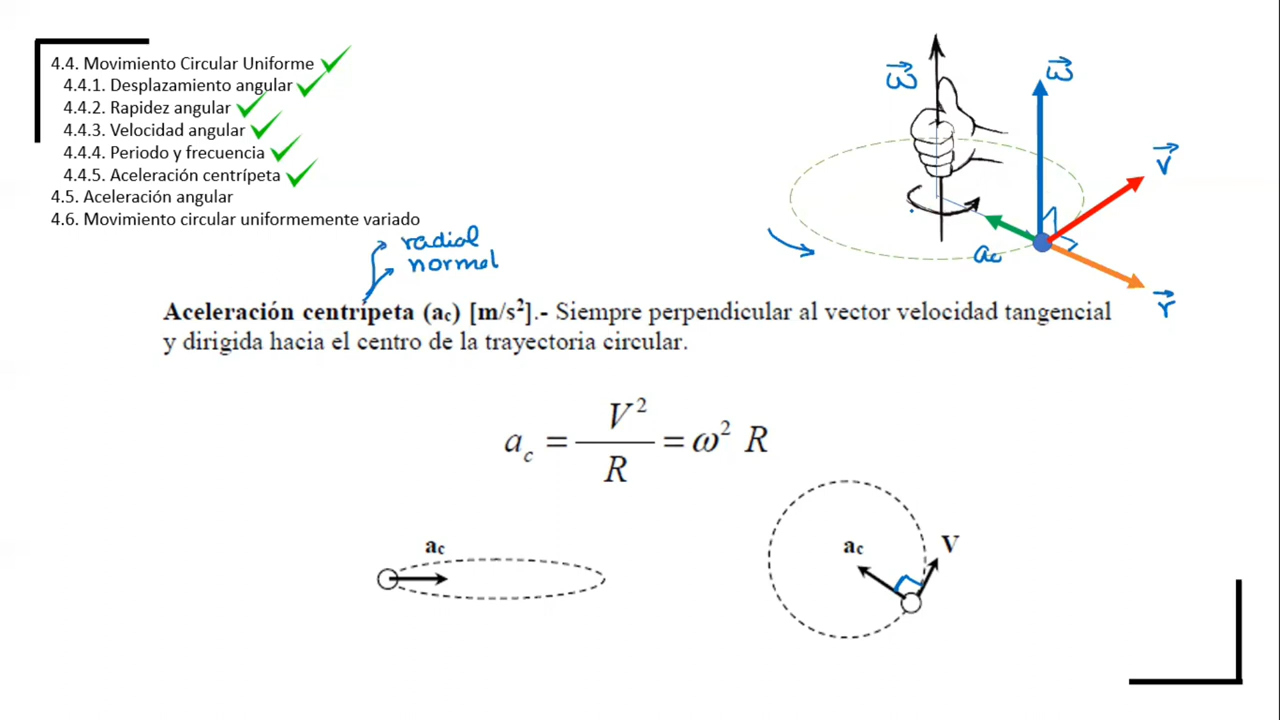 4.4. Movimiento Circular Uniforme
4.4.1. Desplazamiento angular
4.4.2. Rapidez angular
4.4.3. Velocidad angular
4.4.4. Periodo y frecuencia
4.4.5. Aceleración centrípeta
4.5. Aceleración angular
4.6. Movimiento circular uniformemente variado
radial
normal
ω⃗
ω⃗
v⃗
ac
r⃗
Aceleración centrípeta (ac) [m/s²].- Siempre perpendicular al vector velocidad tangencial
y dirigida hacia el centro de la trayectoria circular.
a_c = V²/R = ω² R
ac
ac
V